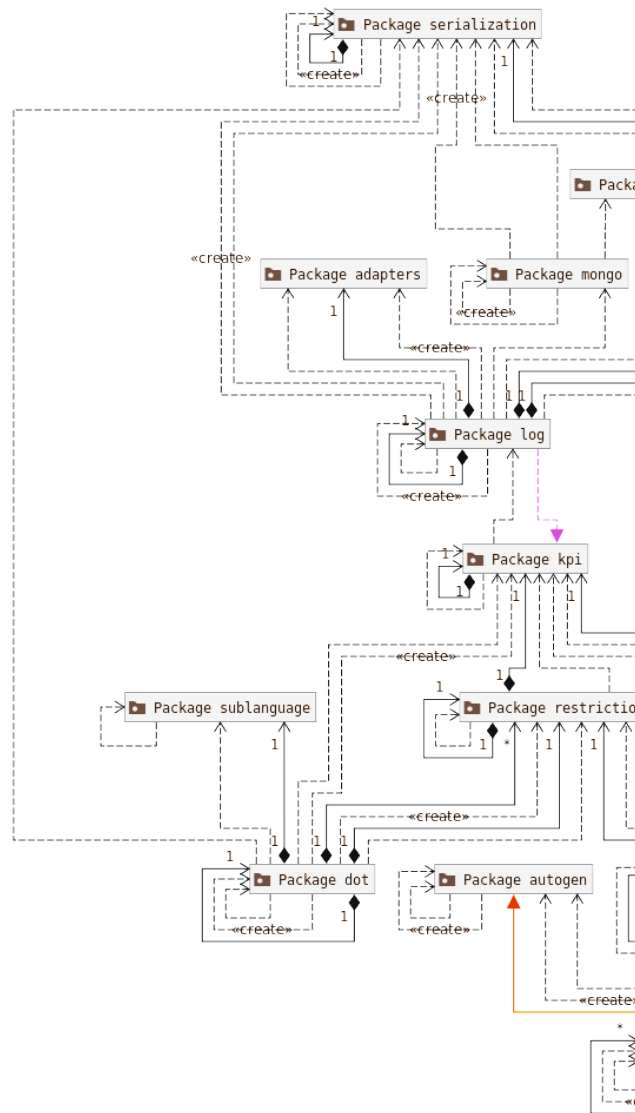 1
Package serialization
1
«create»
1
«create»
Packa
«create»
Package adapters
Package mongo
1
«create»
«create»
1
1
1
1
Package log
1
«create»
1
Package kpi
1
1
«create»
1
1
Package sublanguage
Package restrictio
1
1
*
1
1
1
«create»
1
1
1
1
Package dot
Package autogen
1
«create»
«create»
«create»
*
«c